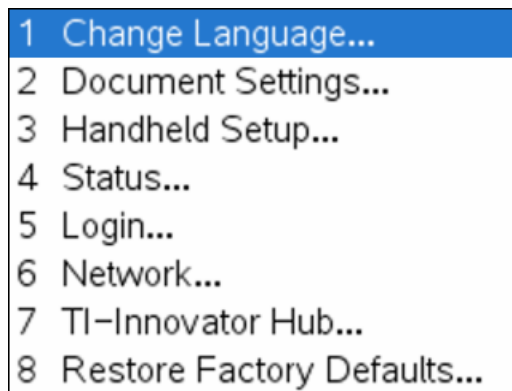 1 Change Language...
2 Document Settings...
3 Handheld Setup...
4 Status...
5 Login...
6 Network...
7 TI-Innovator Hub...
8 Restore Factory Defaults...